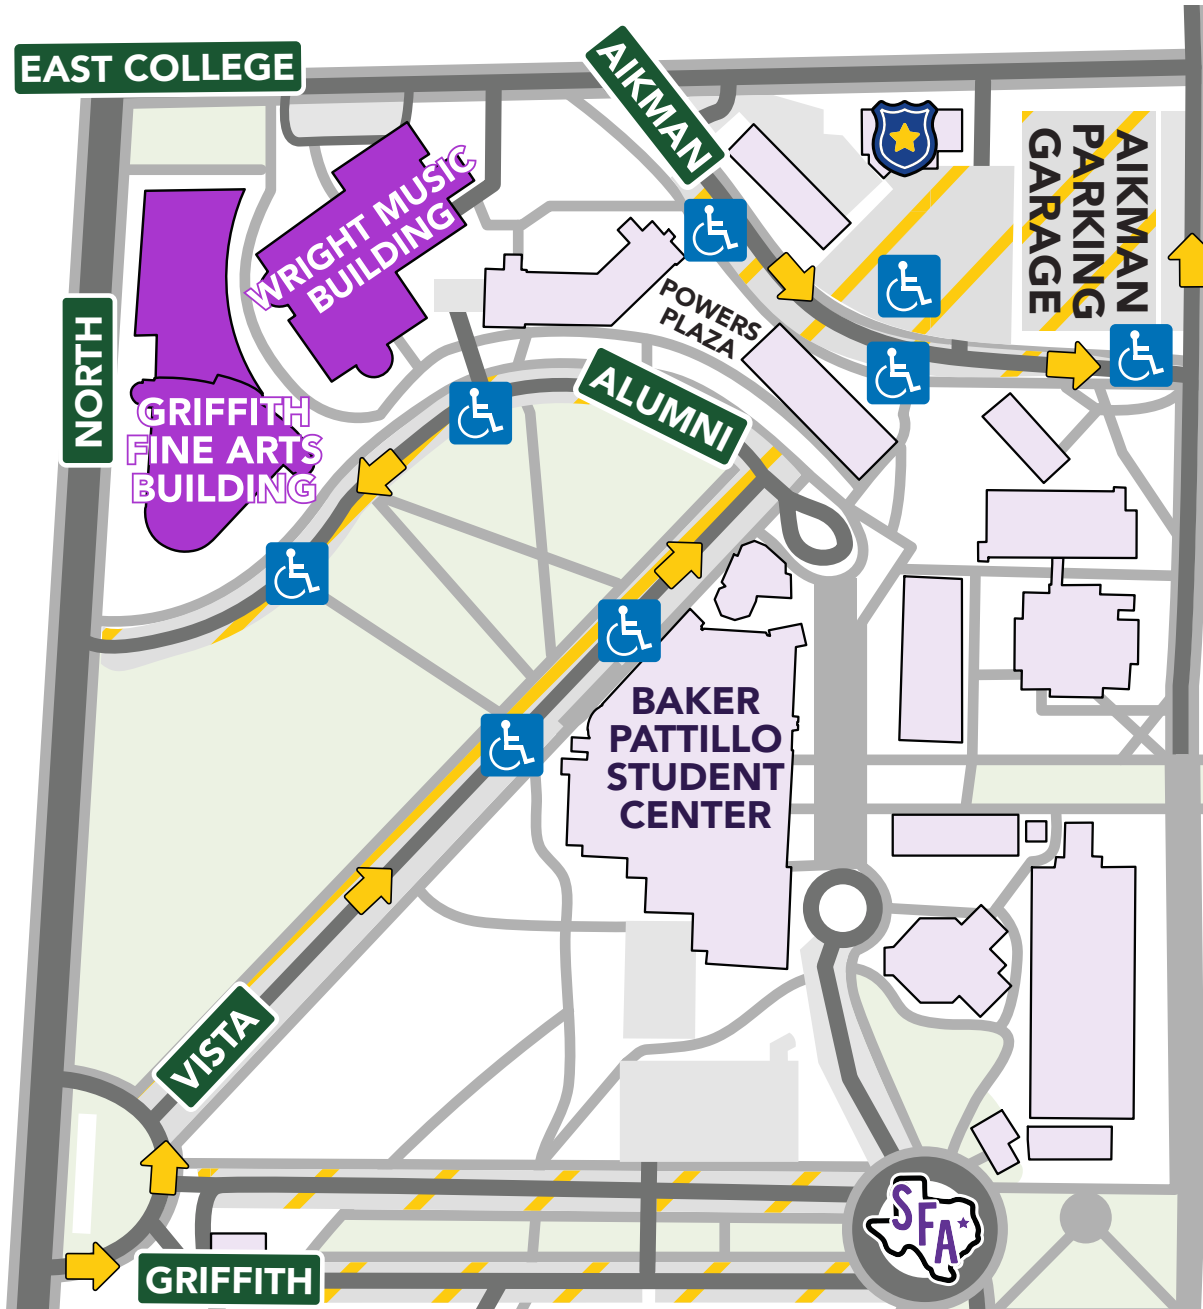 EAST COLLEGE
AIKMAN
WRIGHT MUSIC
BUILDING
AIKMAN
PARKING
GARAGE
POWERS
PLAZA
NORTH
GRIFFITH
FINE ARTS
BUILDING
ALUMNI
BAKER
PATTILLO
STUDENT
CENTER
VISTA
SFA
GRIFFITH